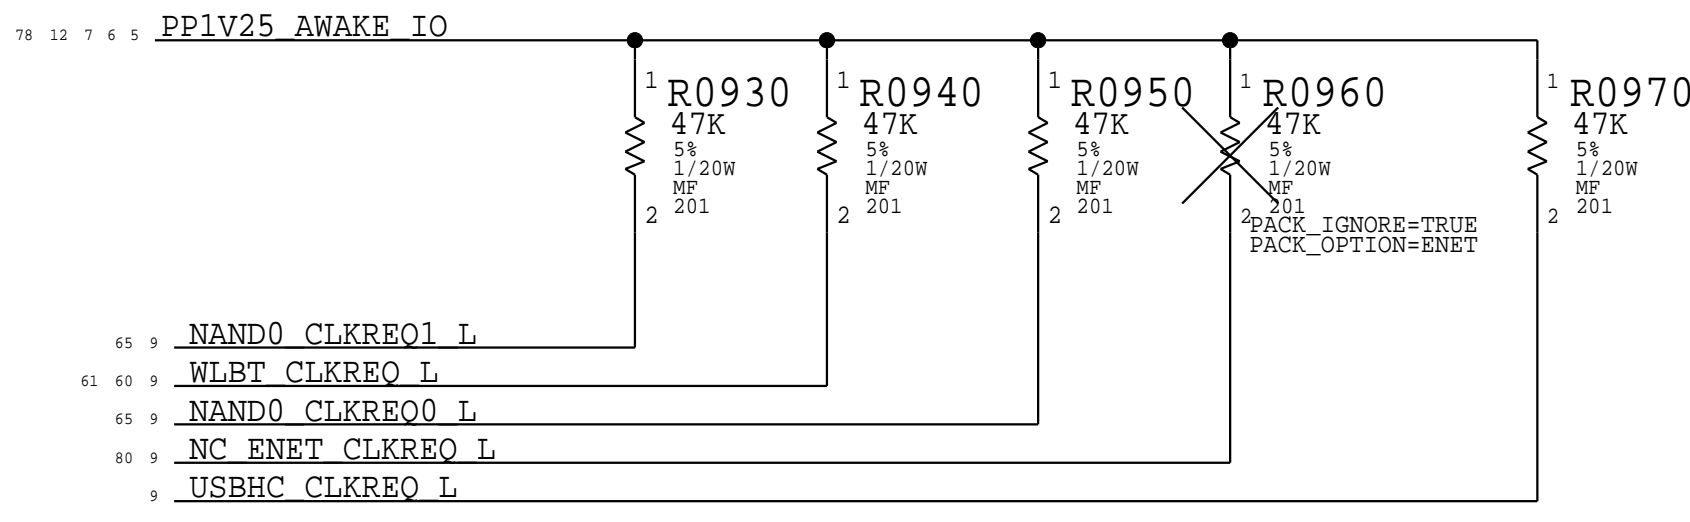 78 12 7 6 5 PP1V25_AWAKE_IO
1 R0930
47K
5%
1/20W
MF
201
2
1 R0940
47K
5%
1/20W
MF
201
2
1 R0950
47K
5%
1/20W
MF
201
2
1 R0960
47K
5%
1/20W
MF
201
2
PACK_IGNORE=TRUE
PACK_OPTION=ENET
1 R0970
47K
5%
1/20W
MF
201
2
65 9 NAND0_CLKREQ1_L
61 60 9 WLBT_CLKREQ_L
65 9 NAND0_CLKREQ0_L
80 9 NC_ENET_CLKREQ_L
9 USBHC_CLKREQ_L